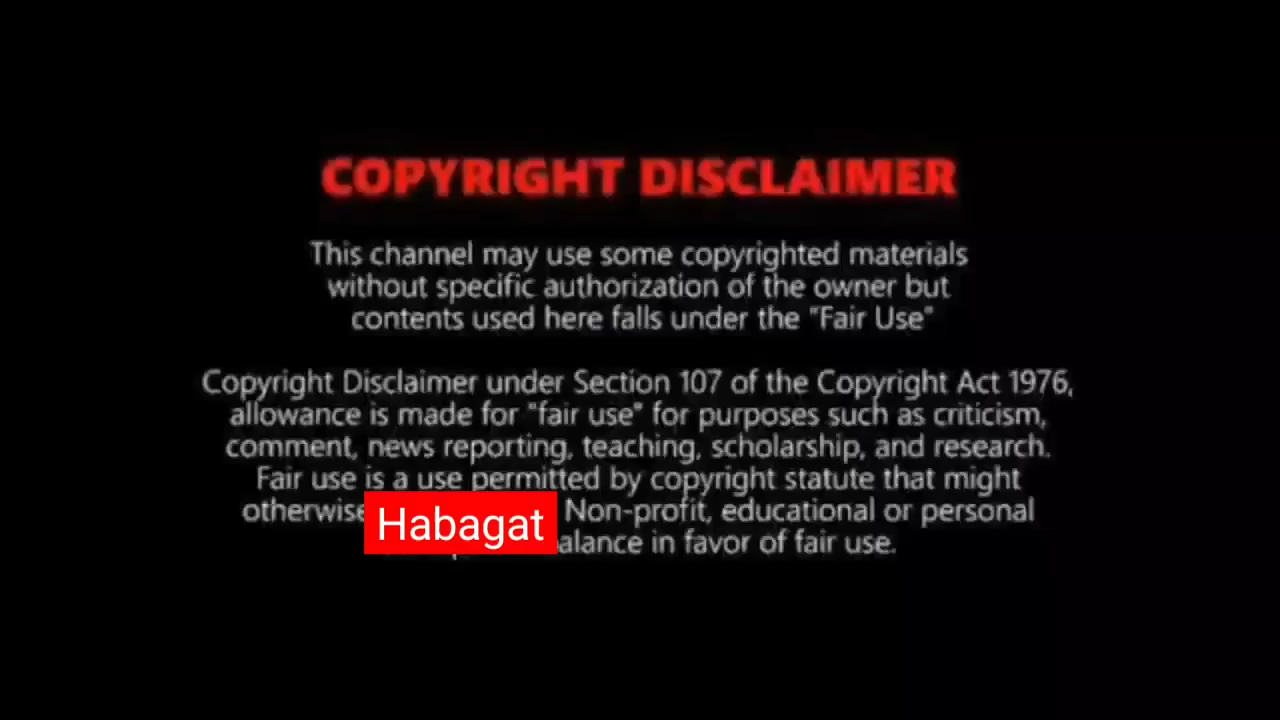 COPYRIGHT DISCLAIMER
This channel may use some copyrighted materials
without specific authorization of the owner but
contents used here falls under the "Fair Use"
Copyright Disclaimer under Section 107 of the Copyright Act 1976,
allowance is made for "fair use" for purposes such as criticism,
comment, news reporting, teaching, scholarship, and research.
Fair use is a use permitted by copyright statute that might
otherwise Non-profit, educational or personal
Habagat
in favor of fair use.